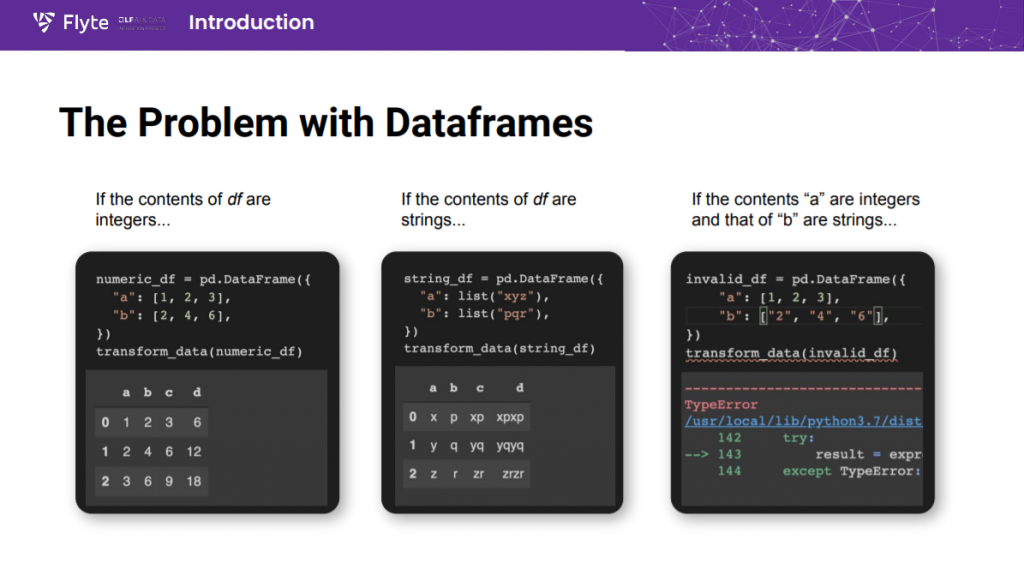 Flyte
Introduction
The Problem with Dataframes
If the contents of df are
integers...
numeric_df = pd.DataFrame({
"a": [1, 2, 3],
"b": [2, 4, 6],
})
transform_data(numeric_df)
a b c d
0 1 2 3 6
1 2 4 6 12
2 3 6 9 18
If the contents of df are
strings...
string_df = pd.DataFrame({
"a": list("xyz"),
"b": list("pqr"),
})
transform_data(string_df)
a b c d
0 x p xp xpxp
1 y q yq yqyq
2 z r zr zrzr
If the contents “a” are integers
and that of “b” are strings...
invalid_df = pd.DataFrame({
"a": [1, 2, 3],
"b": ["2", "4", "6"],
})
transform_data(invalid_df)
------------------------------
TypeError
/usr/local/lib/python3.7/dist
142 try:
--> 143 result = expr
144 except TypeError: